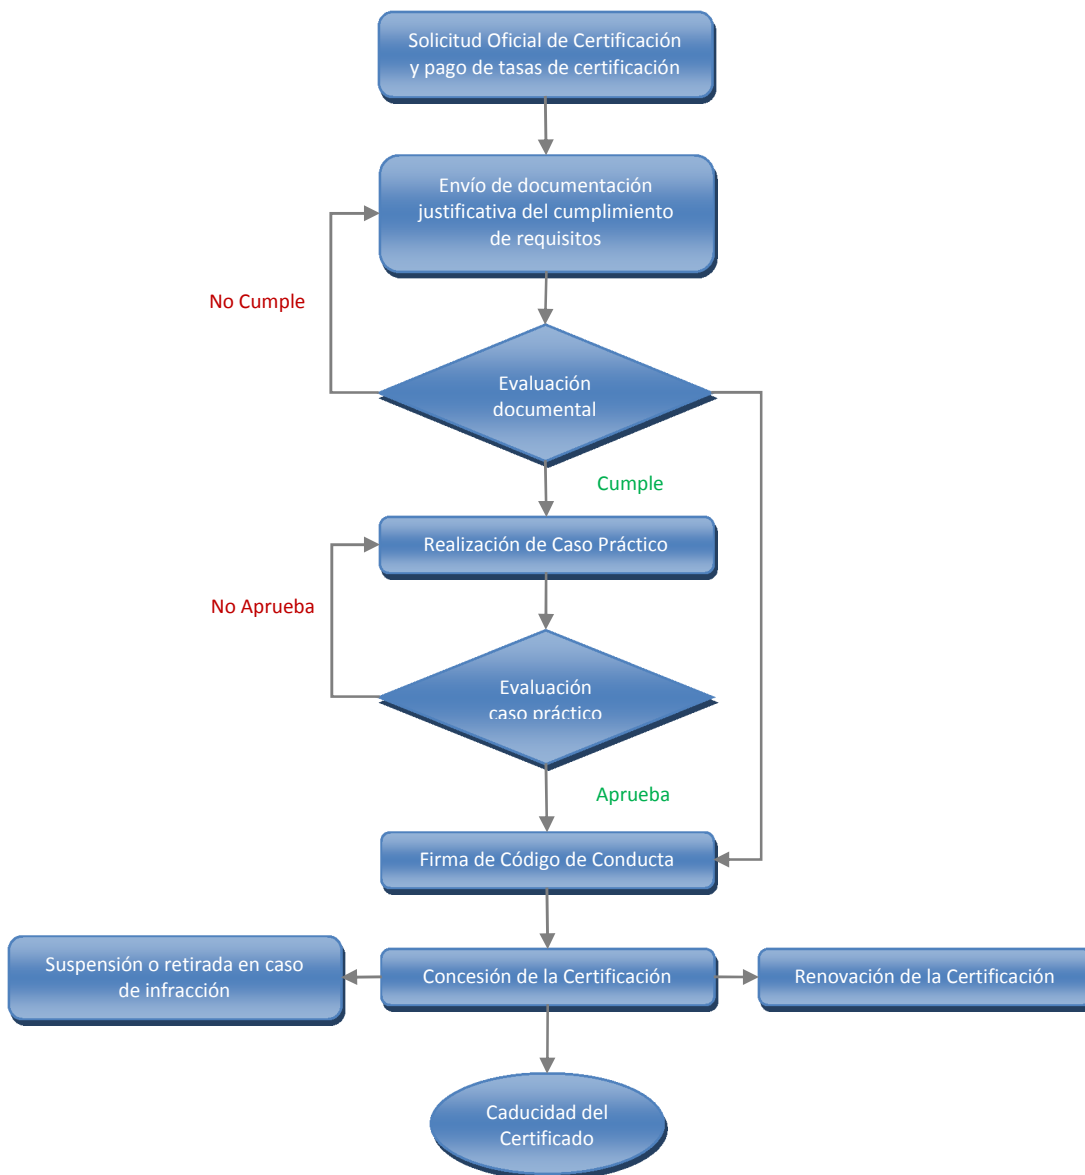 Solicitud Oficial de Certificación
y pago de tasas de certificación
Envío de documentación
justificativa del cumplimiento
de requisitos
No Cumple
Evaluación
documental
Cumple
Realización de Caso Práctico
No Aprueba
Evaluación
caso práctico
Aprueba
Firma de Código de Conducta
Suspensión o retirada en caso
de infracción
Concesión de la Certificación
Renovación de la Certificación
Caducidad del
Certificado